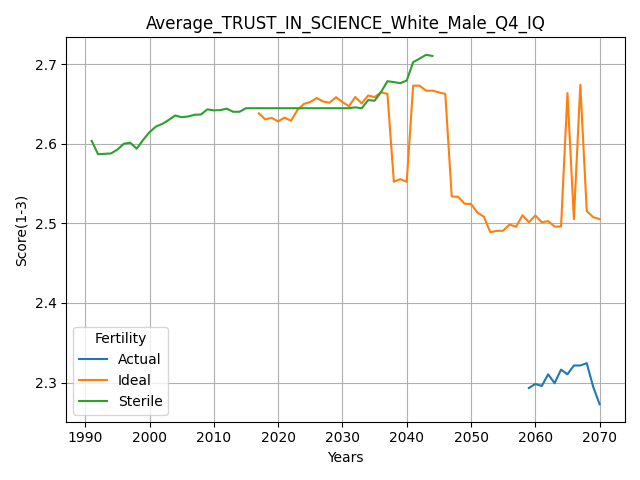 Average_TRUST_IN_SCIENCE_White_Male_Q4_IQ
Score(1-3)
2.7
2.6
2.5
2.4
2.3
Fertility
Actual
Ideal
Sterile
1990 2000 2010 2020 2030 2040 2050 2060 2070
Years